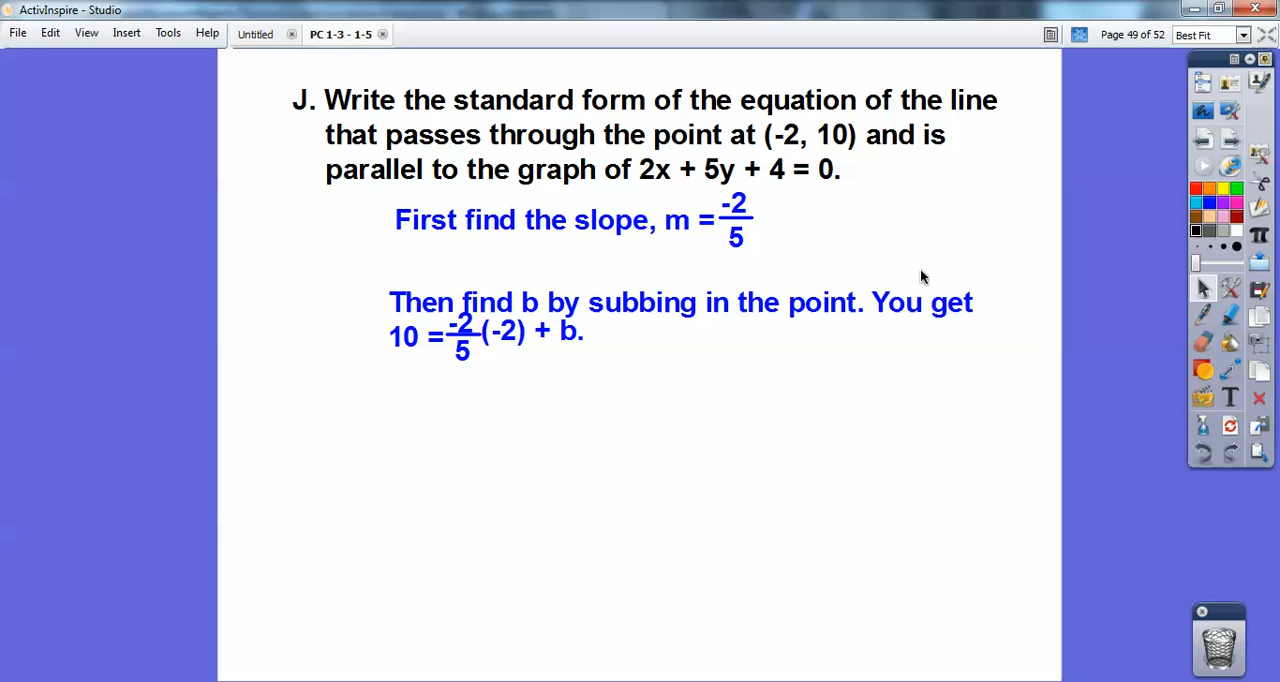 ActivInspire - Studio
File Edit View Insert Tools Help
Untitled
PC 1-3 - 1-5
Page 49 of 52
Best Fit
J. Write the standard form of the equation of the line
that passes through the point at (-2, 10) and is
parallel to the graph of 2x + 5y + 4 = 0.
First find the slope, m = -2
5
Then find b by subbing in the point. You get
10 = -2 (-2) + b.
5